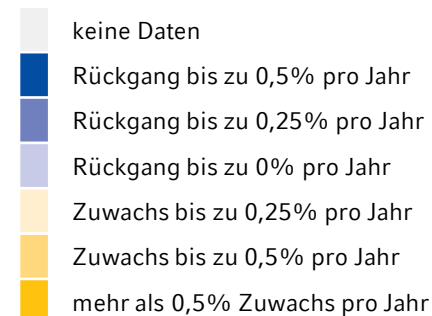 keine Daten
Rückgang bis zu 0,5% pro Jahr
Rückgang bis zu 0,25% pro Jahr
Rückgang bis zu 0% pro Jahr
Zuwachs bis zu 0,25% pro Jahr
Zuwachs bis zu 0,5% pro Jahr
mehr als 0,5% Zuwachs pro Jahr